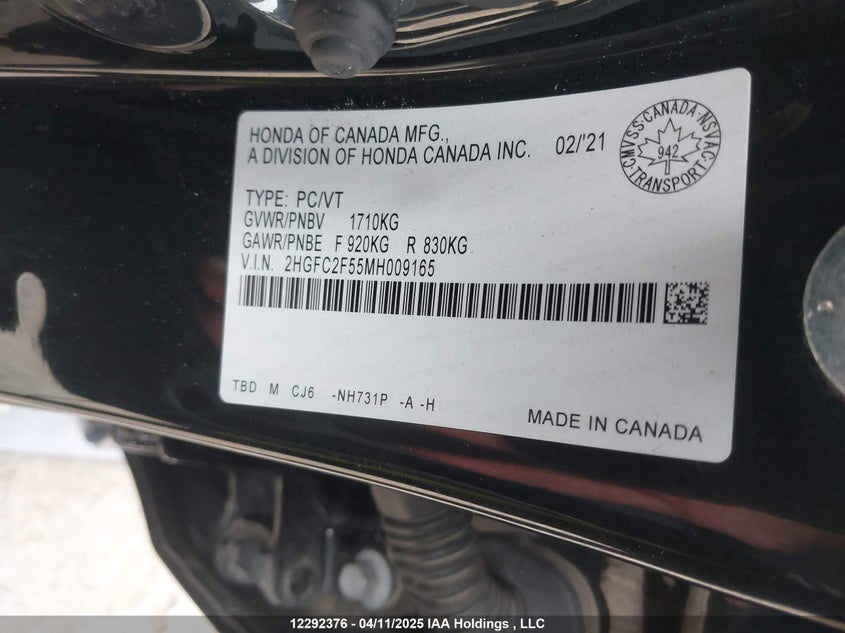 HONDA OF CANADA MFG.,
A DIVISION OF HONDA CANADA INC. 02/'21
CMVSS·CANADA·NSVAC·TRANSPORT·
942
TYPE: PC/VT
GVWR/PNBV 1710KG
GAWR/PNBE F 920KG R 830KG
V.I.N. 2HGFC2F55MH009165
TBD M CJ6 -NH731P -A -H
MADE IN CANADA
12292376 - 04/11/2025 IAA Holdings , LLC